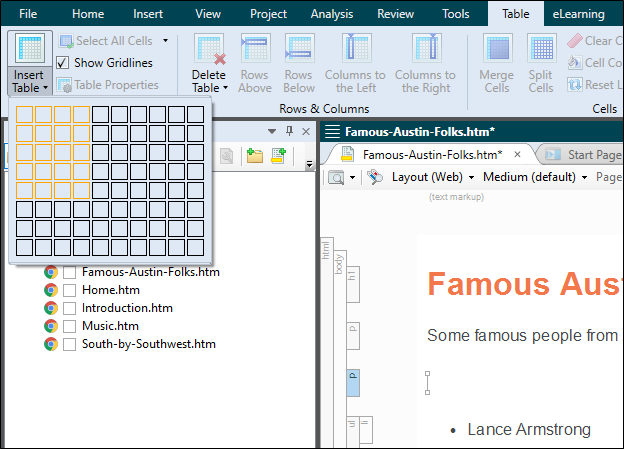 File Home Insert View Project Analysis Review Tools Table eLearning
Select All Cells
Show Gridlines
Table Properties
Insert Table
Delete Table
Rows Above
Rows Below
Columns to the Left
Columns to the Right
Merge Cells
Split Cells
Clear C
Cell Co
Reset L
Rows & Columns
Cells
Famous-Austin-Folks.htm*
Famous-Austin-Folks.htm*
Start Page
Layout (Web)
Medium (default)
Page
(text markup)
html
body
h1
Famous Aus
p
Some famous people from
p
ul
li
Lance Armstrong
Famous-Austin-Folks.htm
Home.htm
Introduction.htm
Music.htm
South-by-Southwest.htm